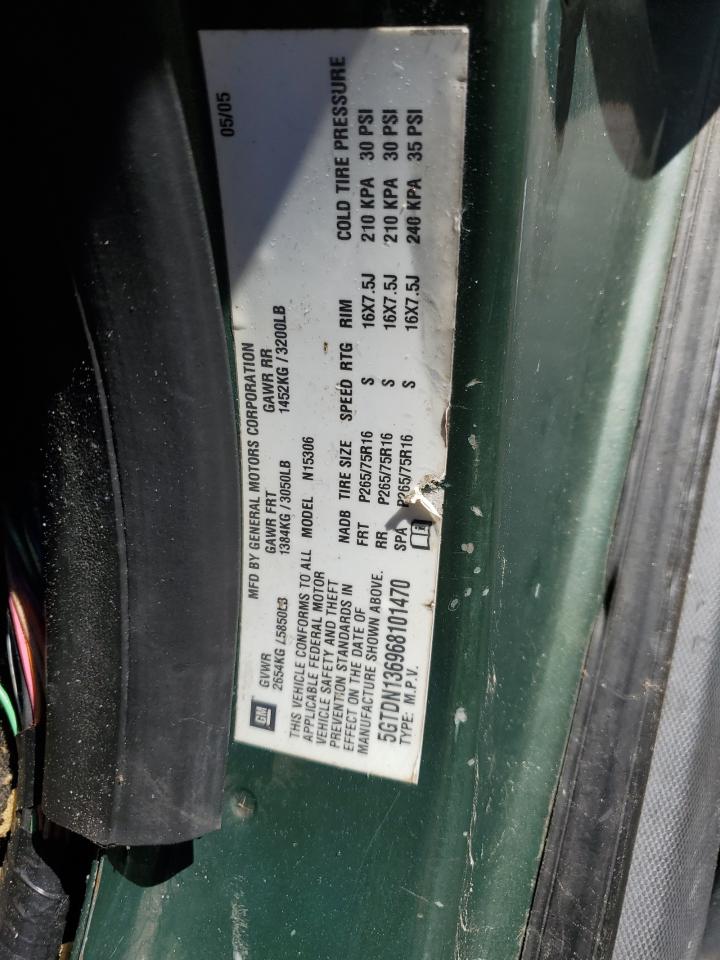 05/05
MFD BY GENERAL MOTORS CORPORATION
GM
GVWR GAWR FRT GAWR RR
2654KG / 5850LB 1384KG / 3050LB 1452KG / 3200LB
THIS VEHICLE CONFORMS TO ALL
APPLICABLE FEDERAL MOTOR
VEHICLE SAFETY AND THEFT
PREVENTION STANDARDS IN
EFFECT ON THE DATE OF
MANUFACTURE SHOWN ABOVE.
5GTDN136968101470
TYPE: M.P.V.
MODEL N15306
NADB TIRE SIZE SPEED RTG RIM COLD TIRE PRESSURE
FRT P265/75R16 S 16X7.5J 210 KPA 30 PSI
RR P265/75R16 S 16X7.5J 210 KPA 30 PSI
SPA P265/75R16 S 16X7.5J 240 KPA 35 PSI